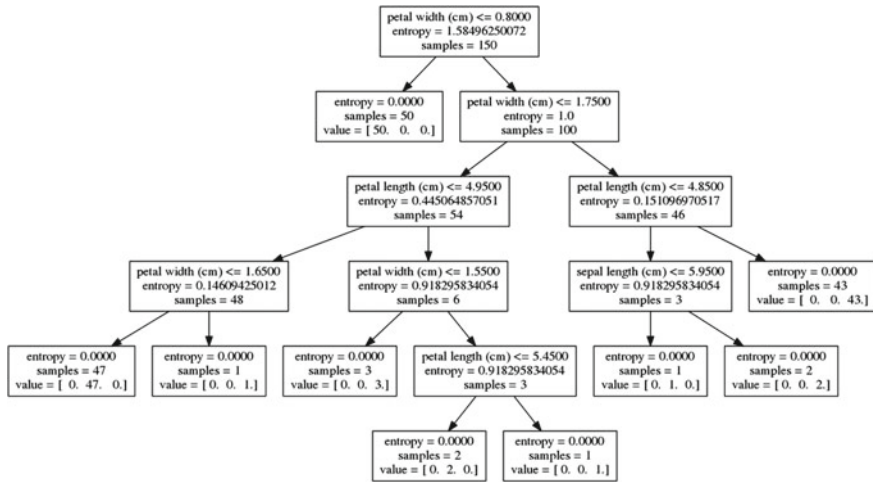 petal width (cm) <= 0.8000
entropy = 1.58496250072
samples = 150
entropy = 0.0000
samples = 50
value = [ 50. 0. 0.]
petal width (cm) <= 1.7500
entropy = 1.0
samples = 100
petal length (cm) <= 4.9500
entropy = 0.445064857051
samples = 54
petal length (cm) <= 4.8500
entropy = 0.151096970517
samples = 46
petal width (cm) <= 1.6500
entropy = 0.14609425012
samples = 48
petal width (cm) <= 1.5500
entropy = 0.918295834054
samples = 6
sepal length (cm) <= 5.9500
entropy = 0.918295834054
samples = 3
entropy = 0.0000
samples = 43
value = [ 0. 0. 43.]
entropy = 0.0000
samples = 47
value = [ 0. 47. 0.]
entropy = 0.0000
samples = 1
value = [ 0. 0. 1.]
entropy = 0.0000
samples = 3
value = [ 0. 0. 3.]
petal length (cm) <= 5.4500
entropy = 0.918295834054
samples = 3
entropy = 0.0000
samples = 1
value = [ 0. 1. 0.]
entropy = 0.0000
samples = 2
value = [ 0. 0. 2.]
entropy = 0.0000
samples = 2
value = [ 0. 2. 0.]
entropy = 0.0000
samples = 1
value = [ 0. 0. 1.]